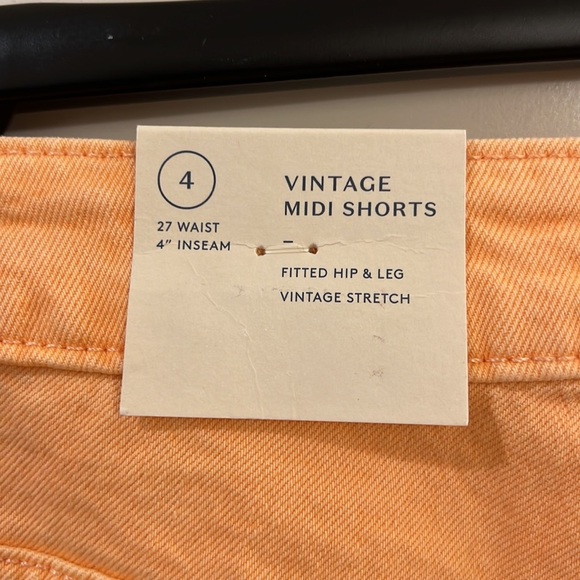 4
27 WAIST
4" INSEAM
VINTAGE
MIDI SHORTS
–
FITTED HIP & LEG
VINTAGE STRETCH